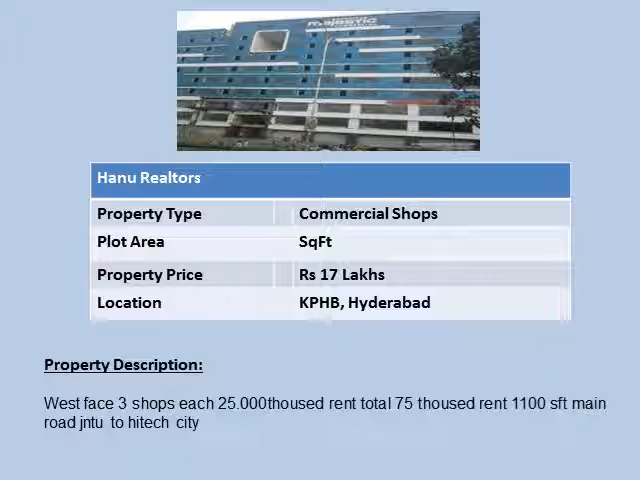 majestic
Hanu Realtors
Property Type Commercial Shops
Plot Area SqFt
Property Price Rs 17 Lakhs
Location KPHB, Hyderabad
Property Description:
West face 3 shops each 25.000thoused rent total 75 thoused rent 1100 sft main
road jntu to hitech city